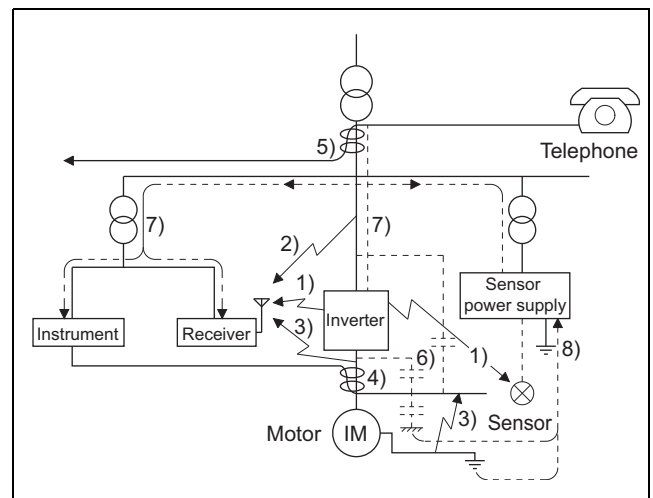 Telephone
5)
7)
7)
2)
1)
3)
Instrument
Receiver
Inverter
Sensor
power supply
1)
6)
8)
4)
3)
Sensor
Motor
IM